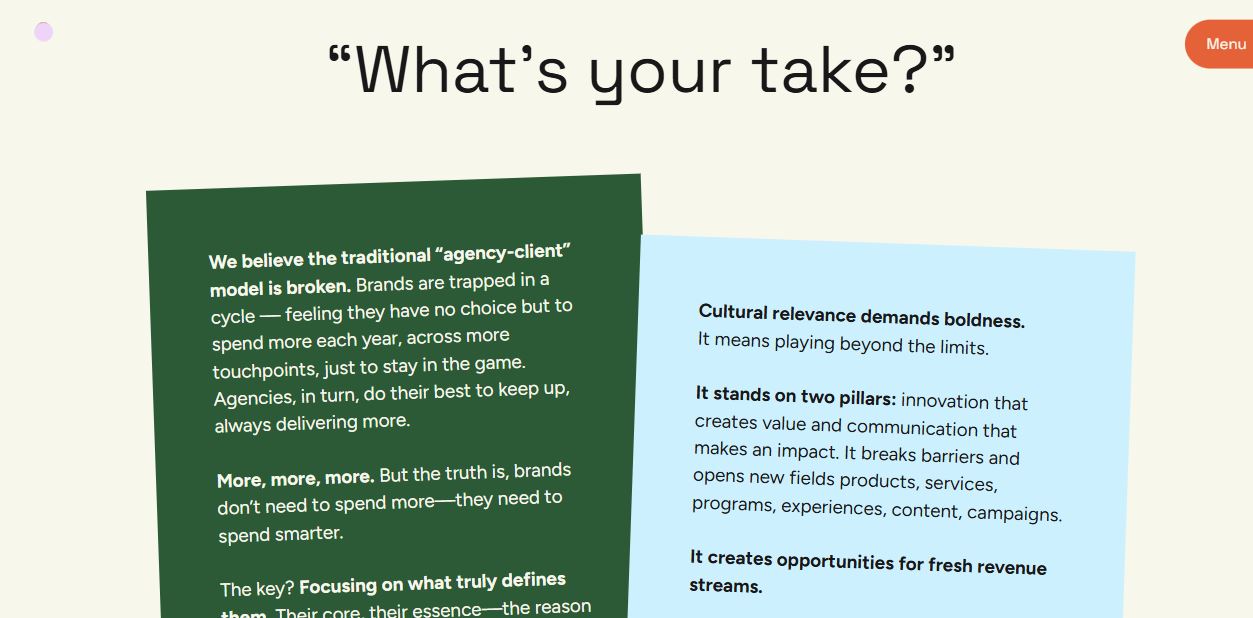 “What’s your take?”
Menu
We believe the traditional “agency-client”
model is broken. Brands are trapped in a
cycle — feeling they have no choice but to
spend more each year, across more
touchpoints, just to stay in the game.
Agencies, in turn, do their best to keep up,
always delivering more.
More, more, more. But the truth is, brands
don’t need to spend more—they need to
spend smarter.
The key? Focusing on what truly defines
them. Their core, their essence—the reason
Cultural relevance demands boldness.
It means playing beyond the limits.
It stands on two pillars: innovation that
creates value and communication that
makes an impact. It breaks barriers and
opens new fields products, services,
programs, experiences, content, campaigns.
It creates opportunities for fresh revenue
streams.